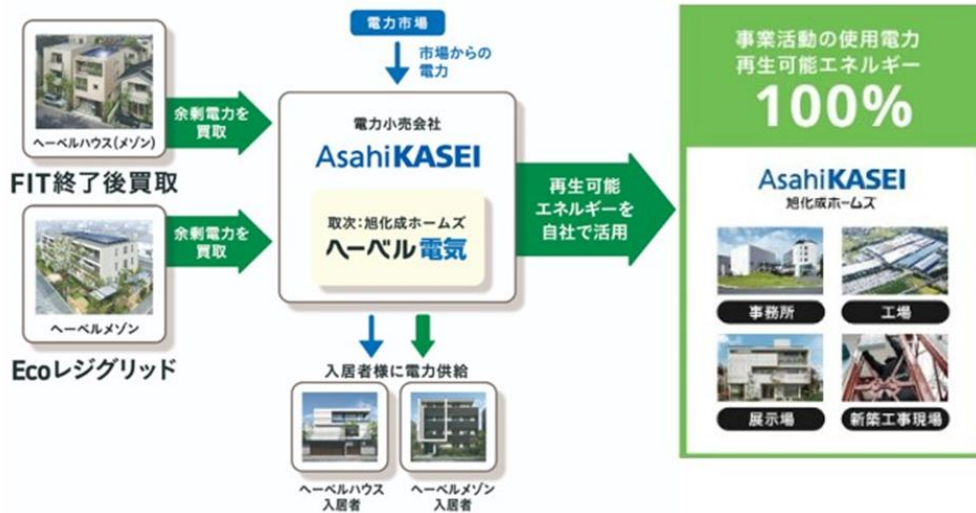 電力市場
市場からの
電力
余剰電力を
買取
ヘーベルハウス(メゾン)
FIT終了後買取
余剰電力を
買取
ヘーベルメゾン
Ecoレジグリッド
電力小売会社
AsahiKASEI
取次:旭化成ホームズ
ヘーベル電気
再生可能
エネルギーを
自社で活用
入居者様に電力供給
ヘーベルハウス
入居者
ヘーベルメゾン
入居者
事業活動の使用電力
再生可能エネルギー
100%
AsahiKASEI
旭化成ホームズ
事務所
工場
展示場
新築工事現場